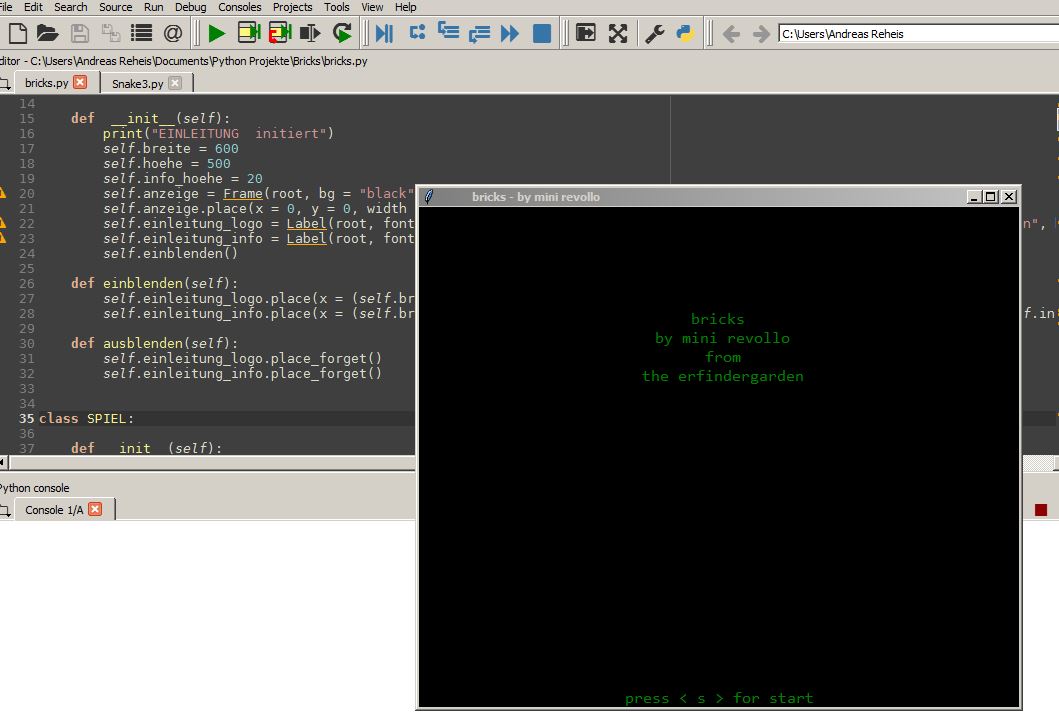 File Edit Search Source Run Debug Consoles Projects Tools View Help
C:\Users\Andreas Reheis
ditor - C:\Users\Andreas Reheis\Documents\Python Projekte\Bricks\bricks.py
bricks.py Snake3.py
14
15 def __init__(self):
16 print("EINLEITUNG initiert")
17 self.breite = 600
18 self.hoehe = 500
19 self.info_hoehe = 20
20 self.anzeige = Frame(root, bg = "black"
21 self.anzeige.place(x = 0, y = 0, width
22 self.einleitung_logo = Label(root, font n",
23 self.einleitung_info = Label(root, font
24 self.einblenden()
25
26 def einblenden(self):
27 self.einleitung_logo.place(x = (self.br
28 self.einleitung_info.place(x = (self.br f.in
29
30 def ausblenden(self):
31 self.einleitung_logo.place_forget()
32 self.einleitung_info.place_forget()
33
34
35 class SPIEL:
36
37 def __init__(self):
Python console
Console 1/A
bricks - by mini revollo
bricks
by mini revollo
from
the erfindergarden
press < s > for start